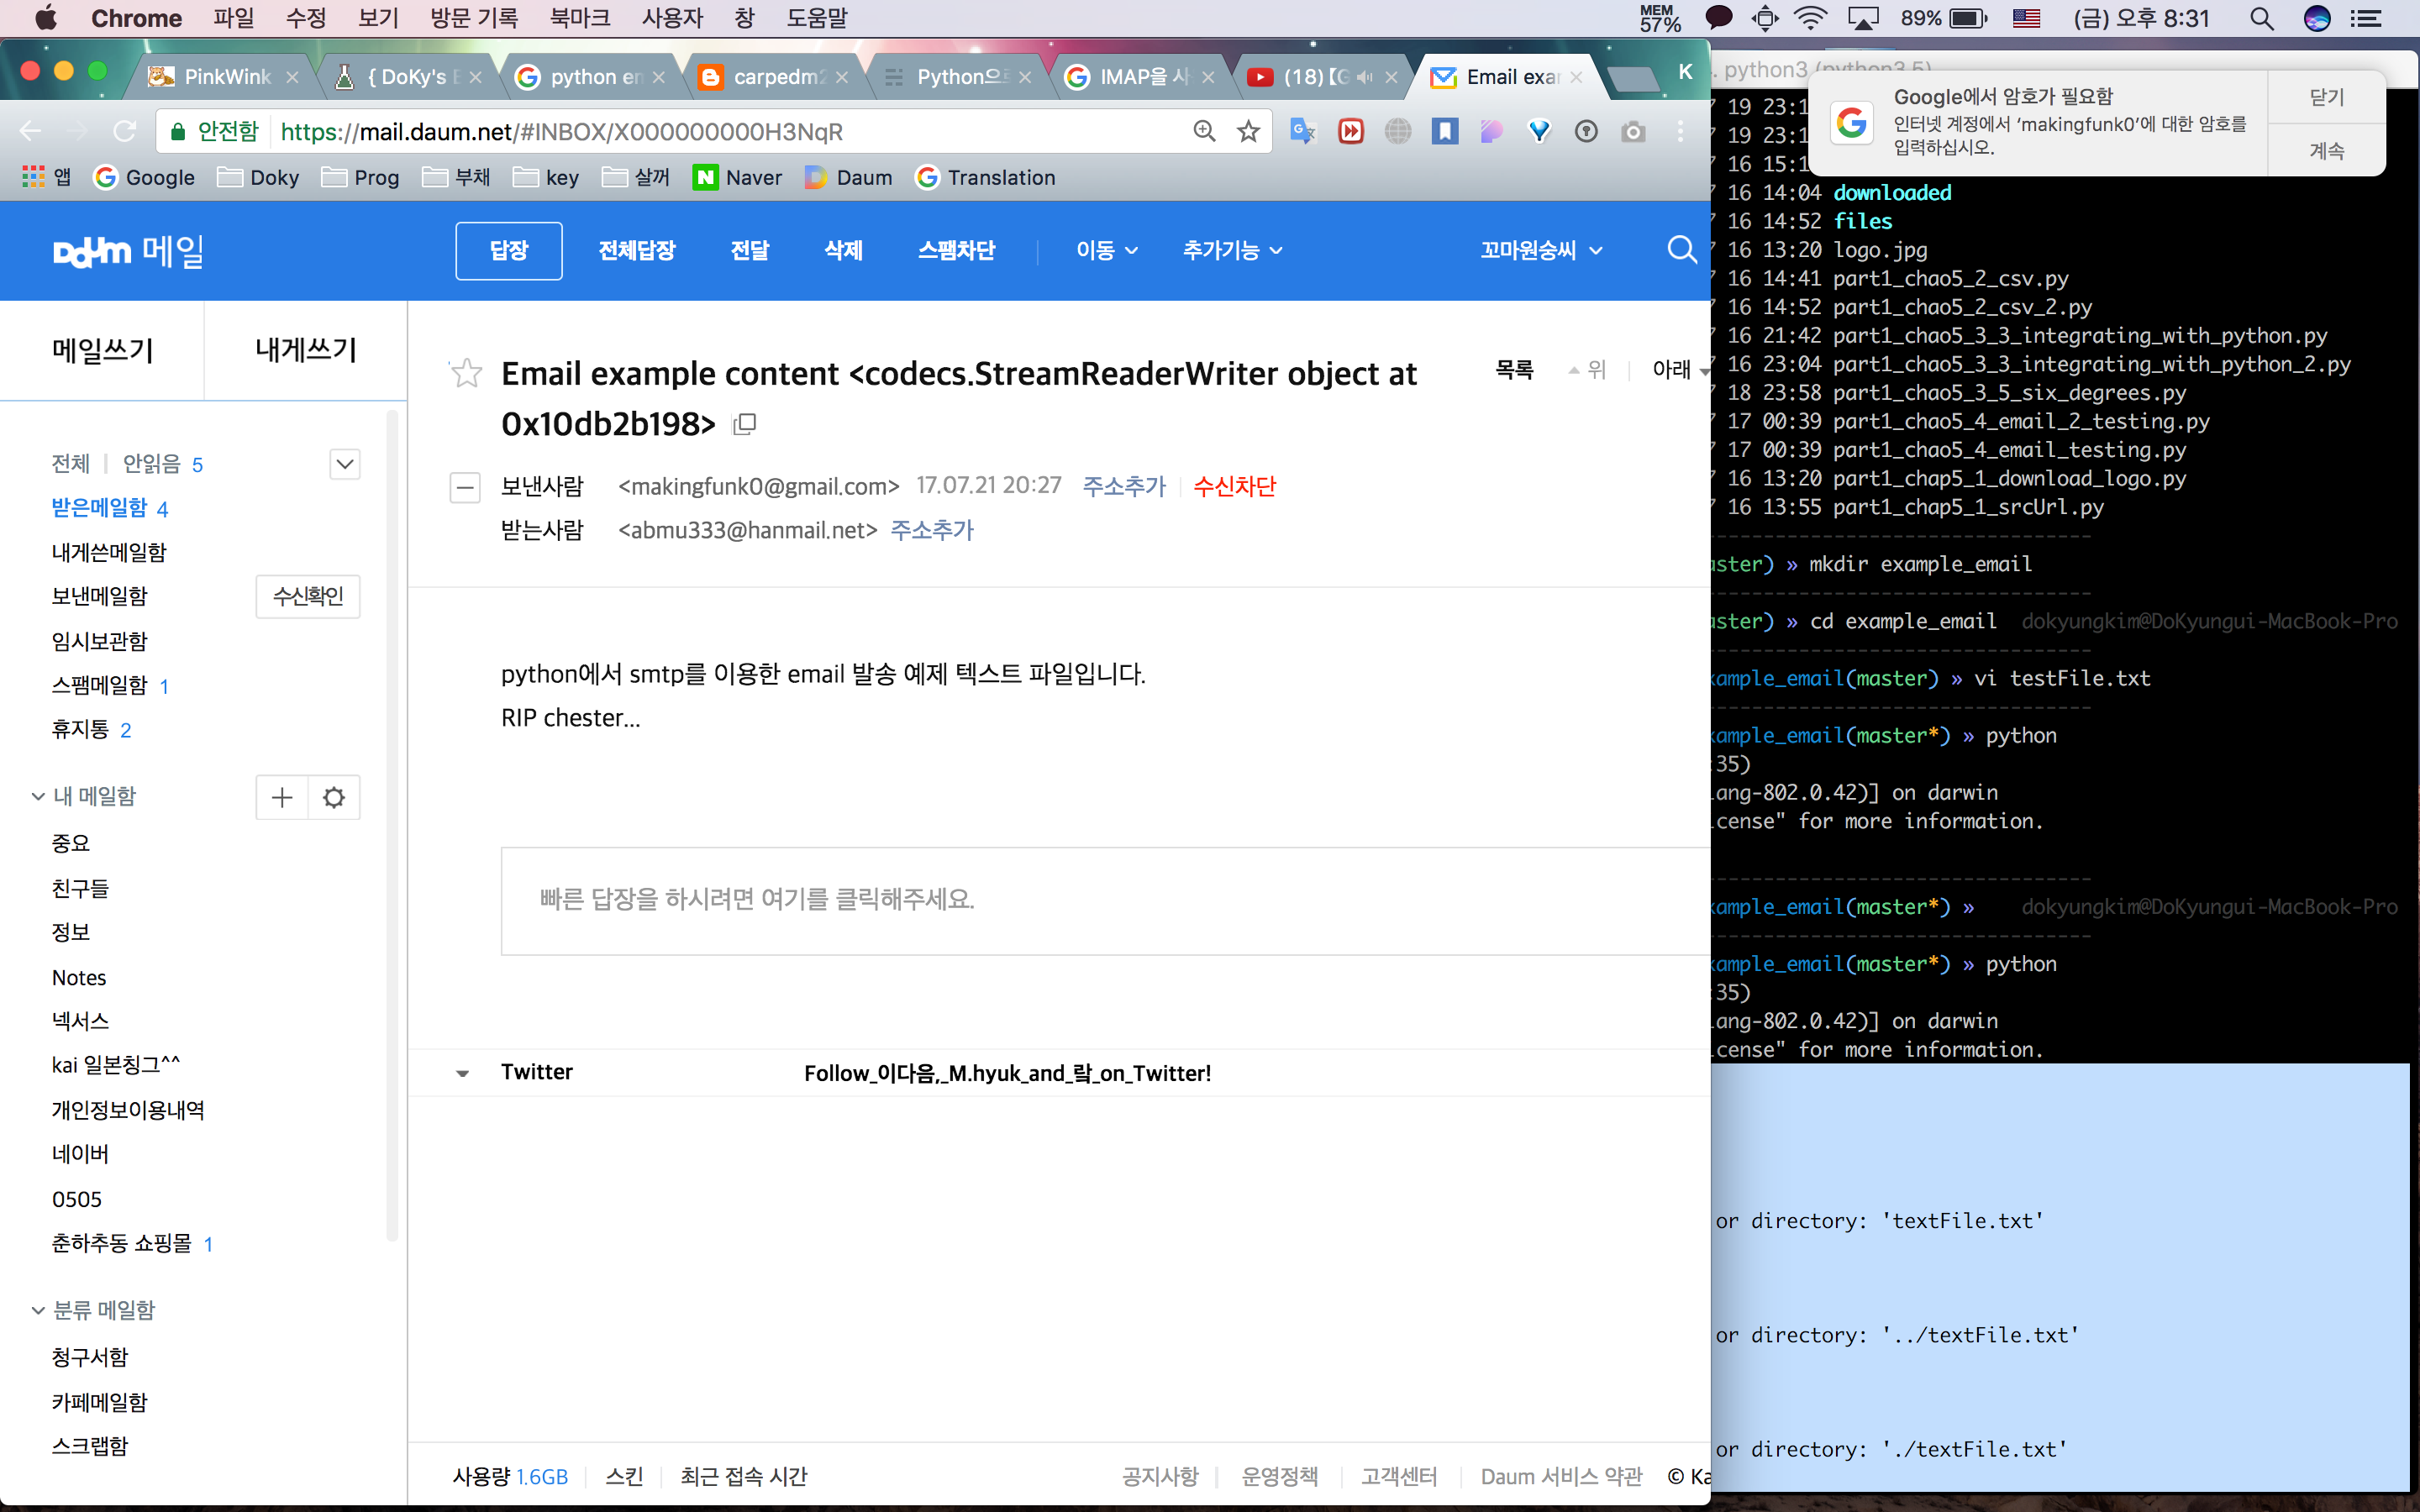 Chrome 파일 수정 보기 방문 기록 북마크 사용자 창 도움말 MEM 57% 89% (금) 오후 8:31
PinkWink { DoKy's python em carpedm2 Python으 IMAP을 사 (18) Email exam K
안전함 https://mail.daum.net/#INBOX/X000000000H3NqR
앱 Google Doky Prog 부채 key 살꺼 Naver Daum Translation
Daum 메일 답장 전체답장 전달 삭제 스팸차단 이동 추가기능 꼬마원숭씨
메일쓰기 내게쓰기
전체 안읽음 5
받은메일함 4
내게쓴메일함
보낸메일함 수신확인
임시보관함
스팸메일함 1
휴지통 2
내 메일함
중요
친구들
정보
Notes
넥서스
kai 일본칭그^^
개인정보이용내역
네이버
0505
춘하추동 쇼핑몰 1
분류 메일함
청구서함
카페메일함
스크랩함
Email example content <codecs.StreamReaderWriter object at
0x10db2b198>
목록 위 아래
보낸사람 <makingfunk0@gmail.com> 17.07.21 20:27 주소추가 수신차단
받는사람 <abmu333@hanmail.net> 주소추가
python에서 smtp를 이용한 email 발송 예제 텍스트 파일입니다.
RIP chester...
빠른 답장을 하시려면 여기를 클릭해주세요.
Twitter Follow_이다음,_M.hyuk_and_랔_on_Twitter!
사용량 1.6GB 스킨 최근 접속 시간 공지사항 운영정책 고객센터 Daum 서비스 약관 © Ka
. python3 (python3.5)
Google에서 암호가 필요함
인터넷 계정에서 ‘makingfunk0’에 대한 암호를
입력하십시오.
닫기
계속
7 19 23:1
7 19 23:1
7 16 15:1
7 16 14:04 downloaded
7 16 14:52 files
7 16 13:20 logo.jpg
7 16 14:41 part1_chao5_2_csv.py
7 16 14:52 part1_chao5_2_csv_2.py
7 16 21:42 part1_chao5_3_3_integrating_with_python.py
7 16 23:04 part1_chao5_3_3_integrating_with_python_2.py
7 18 23:58 part1_chao5_3_5_six_degrees.py
7 17 00:39 part1_chao5_4_email_2_testing.py
7 17 00:39 part1_chao5_4_email_testing.py
7 16 13:20 part1_chap5_1_download_logo.py
7 16 13:55 part1_chap5_1_srcUrl.py
aster) » mkdir example_email
aster) » cd example_email dokyungkim@DoKyungui-MacBook-Pro
xample_email(master) » vi testFile.txt
xample_email(master*) » python
:35)
lang-802.0.42)] on darwin
icense" for more information.
xample_email(master*) » dokyungkim@DoKyungui-MacBook-Pro
xample_email(master*) » python
:35)
lang-802.0.42)] on darwin
icense" for more information.
or directory: 'textFile.txt'
or directory: '../textFile.txt'
or directory: './textFile.txt'